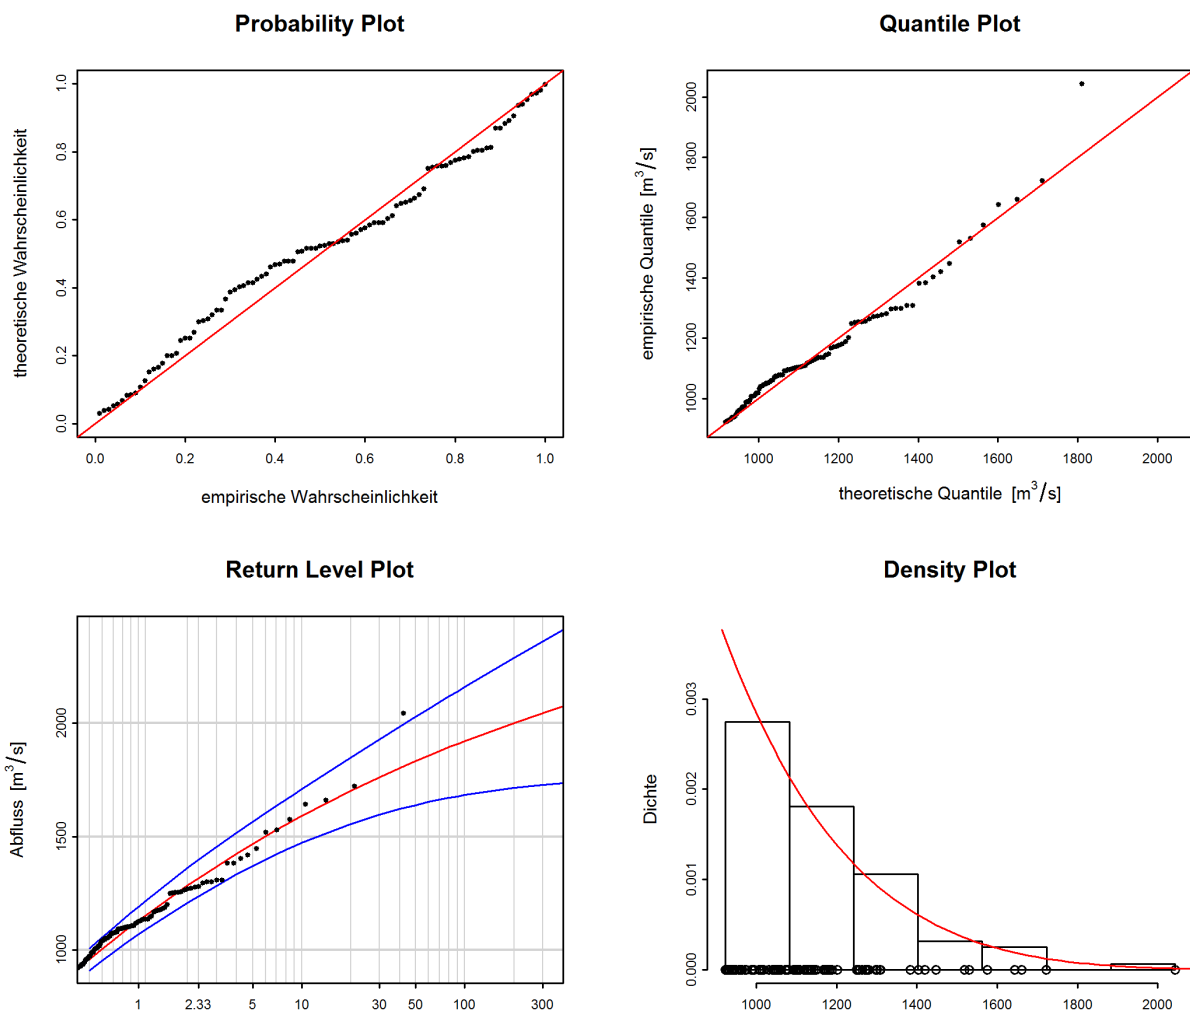 Probability Plot
theoretische Wahrscheinlichkeit
0.0 0.2 0.4 0.6 0.8 1.0
0.0 0.2 0.4 0.6 0.8 1.0
empirische Wahrscheinlichkeit
Quantile Plot
empirische Quantile [m³/s]
1000 1200 1400 1600 1800 2000
1000 1200 1400 1600 1800 2000
theoretische Quantile [m³/s]
Return Level Plot
Abfluss [m³/s]
1000 1500 2000
1 2.33 5 10 30 50 100 300
Density Plot
Dichte
0.000 0.001 0.002 0.003
1000 1200 1400 1600 1800 2000